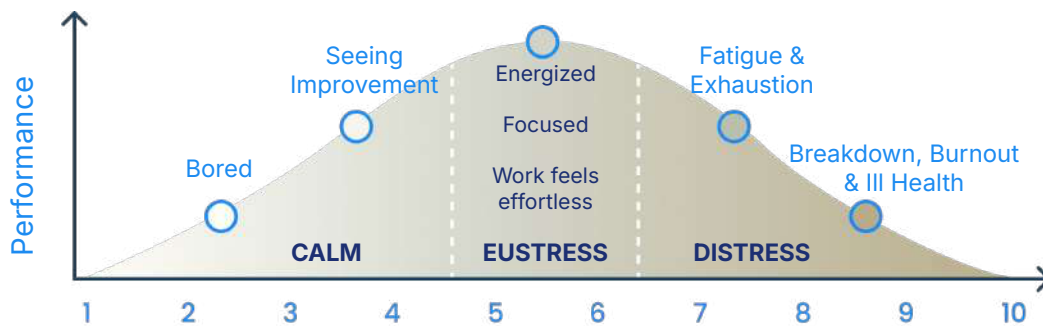 Performance
Bored
Seeing
Improvement
Energized
Focused
Work feels
effortless
Fatigue &
Exhaustion
Breakdown, Burnout
& Ill Health
CALM
EUSTRESS
DISTRESS
1 2 3 4 5 6 7 8 9 10